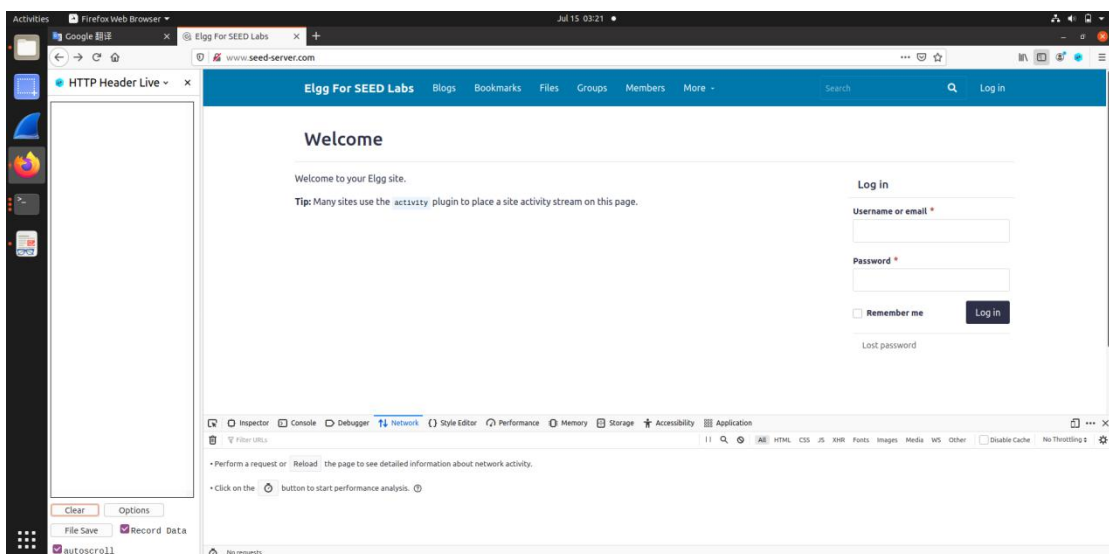 Activities Firefox Web Browser Jul 15 03:21
Google 翻译 × Elgg For SEED Labs × +
www.seed-server.com
HTTP Header Live ×
Elgg For SEED Labs Blogs Bookmarks Files Groups Members More Search Log in
Welcome
Welcome to your Elgg site.
Tip: Many sites use the activity plugin to place a site activity stream on this page.
Log in
Username or email *
Password *
Remember me Log in
Lost password
Inspector Console Debugger Network {} Style Editor Performance Memory Storage Accessibility Application
Filter URLs All HTML CSS JS XHR Fonts Images Media WS Other Disable Cache No Throttling
• Perform a request or Reload the page to see detailed information about network activity.
• Click on the button to start performance analysis.
Clear Options
File Save Record Data
autoscroll
No requests